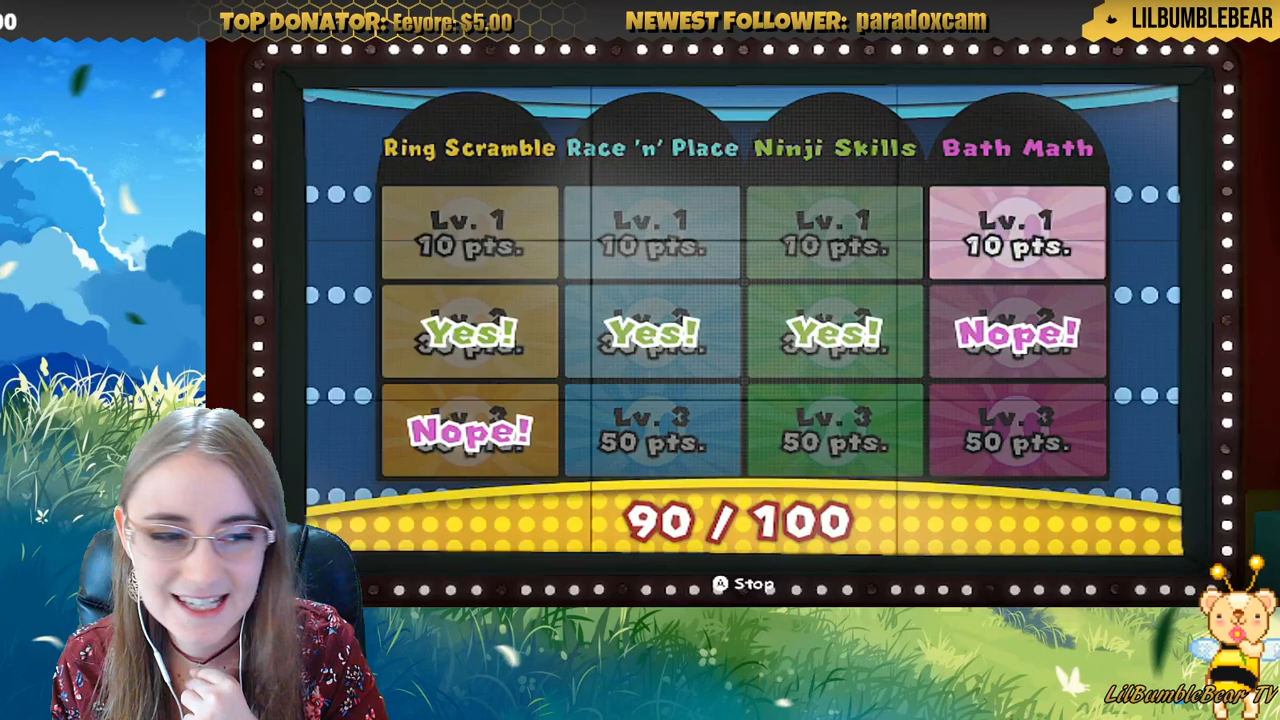 00
TOP DONATOR: Eeyore: $5.00
NEWEST FOLLOWER: paradoxcam
LILBUMBLEBEAR
Ring Scramble Race 'n' Place Ninji Skills Bath Math
Lv. 1 Lv. 1 Lv. 1 Lv. 1
10 pts. 10 pts. 10 pts. 10 pts.
Yes! Yes! Yes! Nope!
Nope! Lv. 3 Lv. 3 Lv. 3
50 pts. 50 pts. 50 pts.
90 / 100
A Stop
LilBumbleBear TV